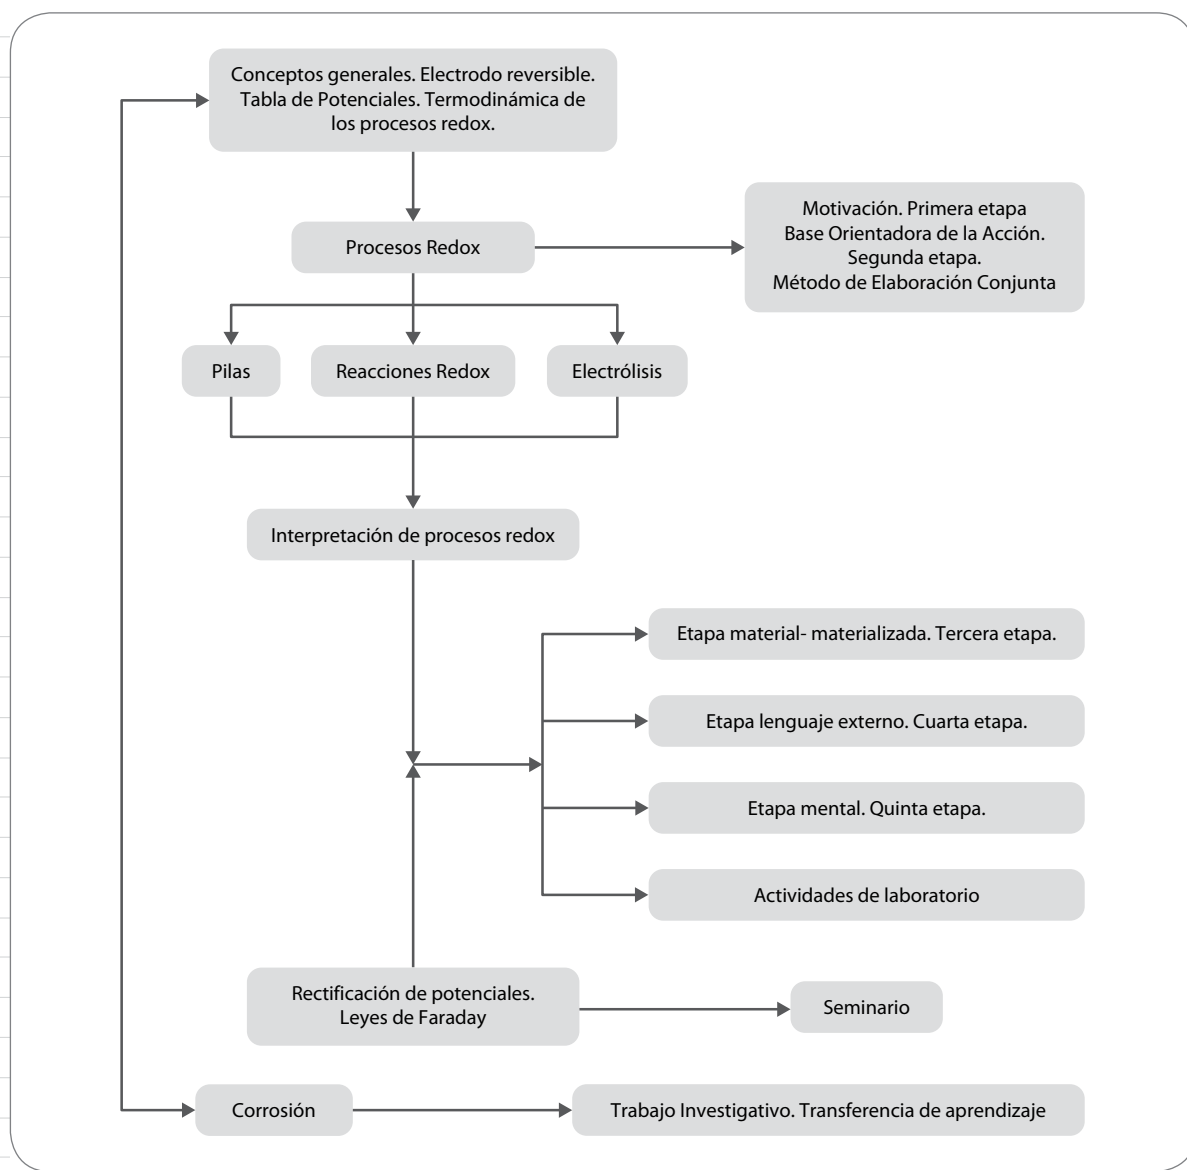 Conceptos generales. Electrodo reversible.
Tabla de Potenciales. Termodinámica de
los procesos redox.
Motivación. Primera etapa
Base Orientadora de la Acción.
Segunda etapa.
Método de Elaboración Conjunta
Procesos Redox
Pilas
Reacciones Redox
Electrólisis
Interpretación de procesos redox
Etapa material- materializada. Tercera etapa.
Etapa lenguaje externo. Cuarta etapa.
Etapa mental. Quinta etapa.
Actividades de laboratorio
Rectificación de potenciales.
Leyes de Faraday
Seminario
Corrosión
Trabajo Investigativo. Transferencia de aprendizaje